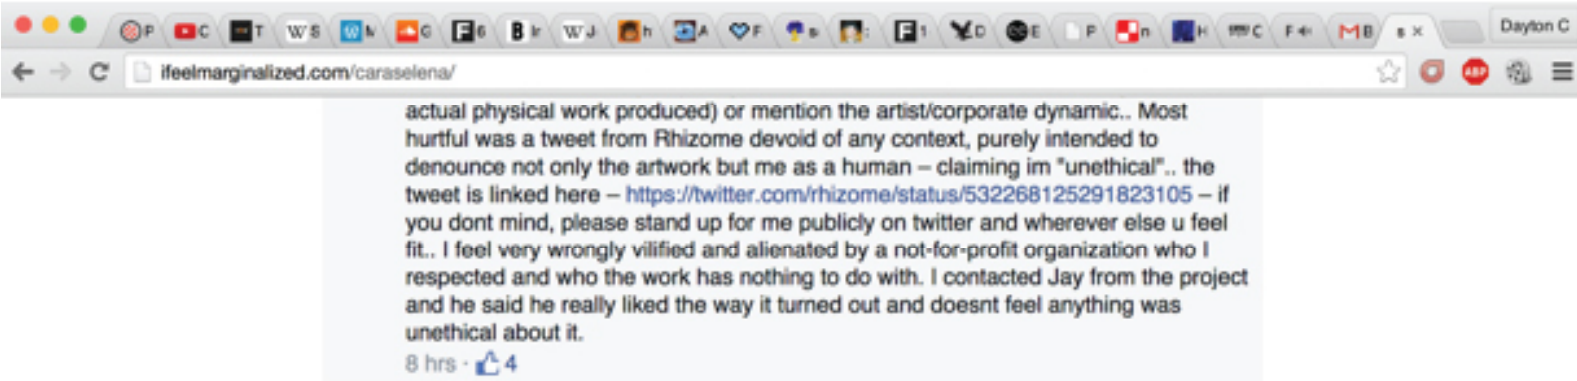 Dayton C
ifeelmarginalized.com/caraselena/
ABP
actual physical work produced) or mention the artist/corporate dynamic.. Most
hurtful was a tweet from Rhizome devoid of any context, purely intended to
denounce not only the artwork but me as a human – claiming im "unethical".. the
tweet is linked here – https://twitter.com/rhizome/status/532268125291823105 – if
you dont mind, please stand up for me publicly on twitter and wherever else u feel
fit.. I feel very wrongly vilified and alienated by a not-for-profit organization who I
respected and who the work has nothing to do with. I contacted Jay from the project
and he said he really liked the way it turned out and doesnt feel anything was
unethical about it.
8 hrs · 4